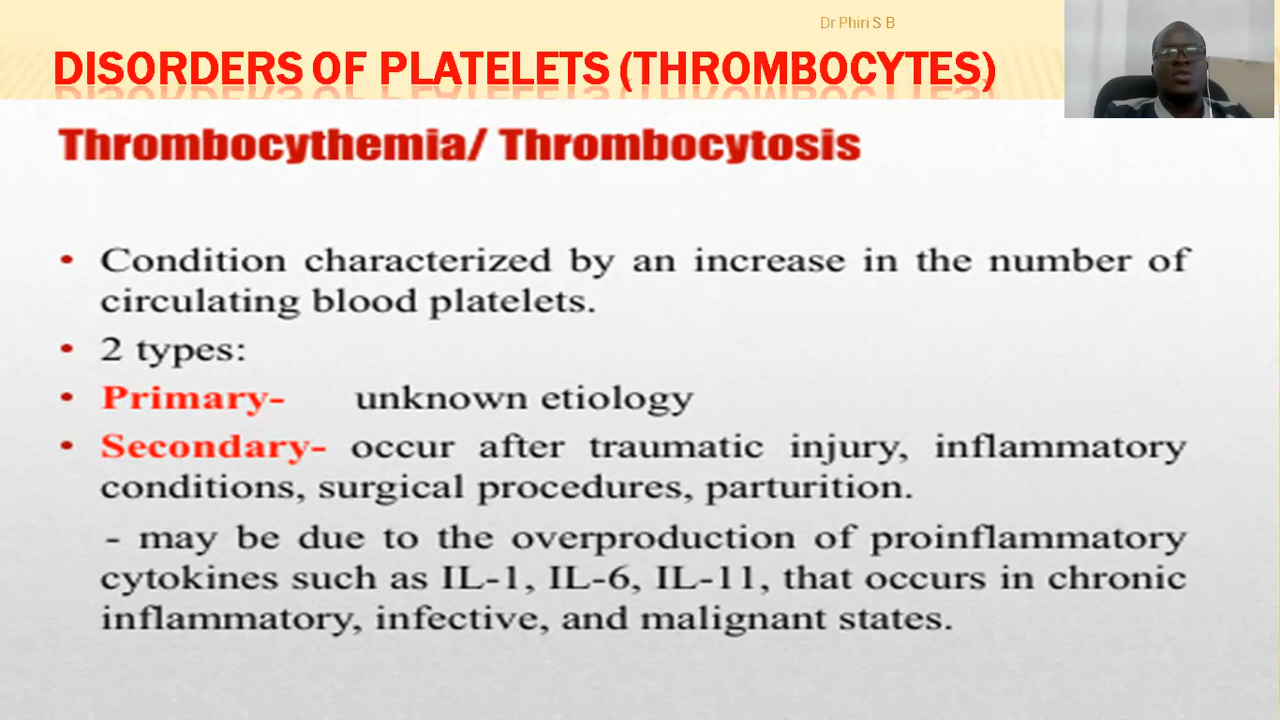 Dr Phiri S B
DISORDERS OF PLATELETS (THROMBOCYTES)
Thrombocythemia/ Thrombocytosis
• Condition characterized by an increase in the number of
circulating blood platelets.
• 2 types:
• Primary- unknown etiology
• Secondary- occur after traumatic injury, inflammatory
conditions, surgical procedures, parturition.
- may be due to the overproduction of proinflammatory
cytokines such as IL-1, IL-6, IL-11, that occurs in chronic
inflammatory, infective, and malignant states.